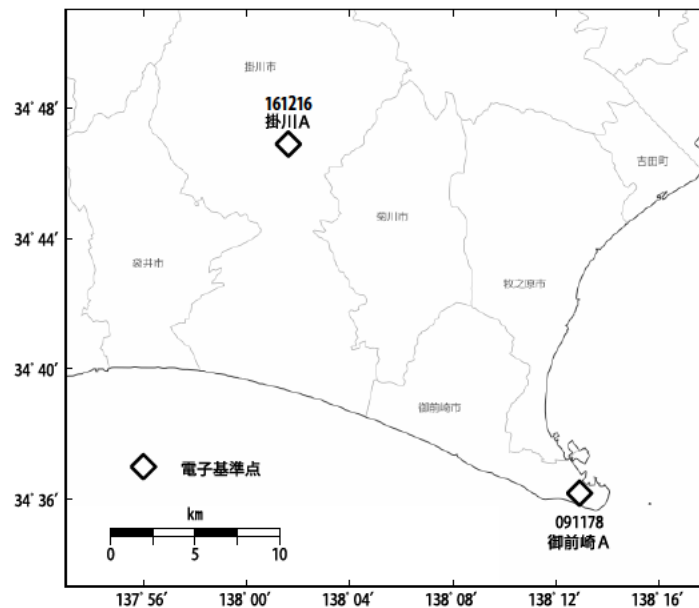 掛川市
34° 48′
161216
掛川A
吉田町
34° 44′
菊川市
袋井市
牧之原市
34° 40′
御前崎市
電子基準点
34° 36′
km
091178
御前崎A
0 5 10
137° 56′ 138° 00′ 138° 04′ 138° 08′ 138° 12′ 138° 16′